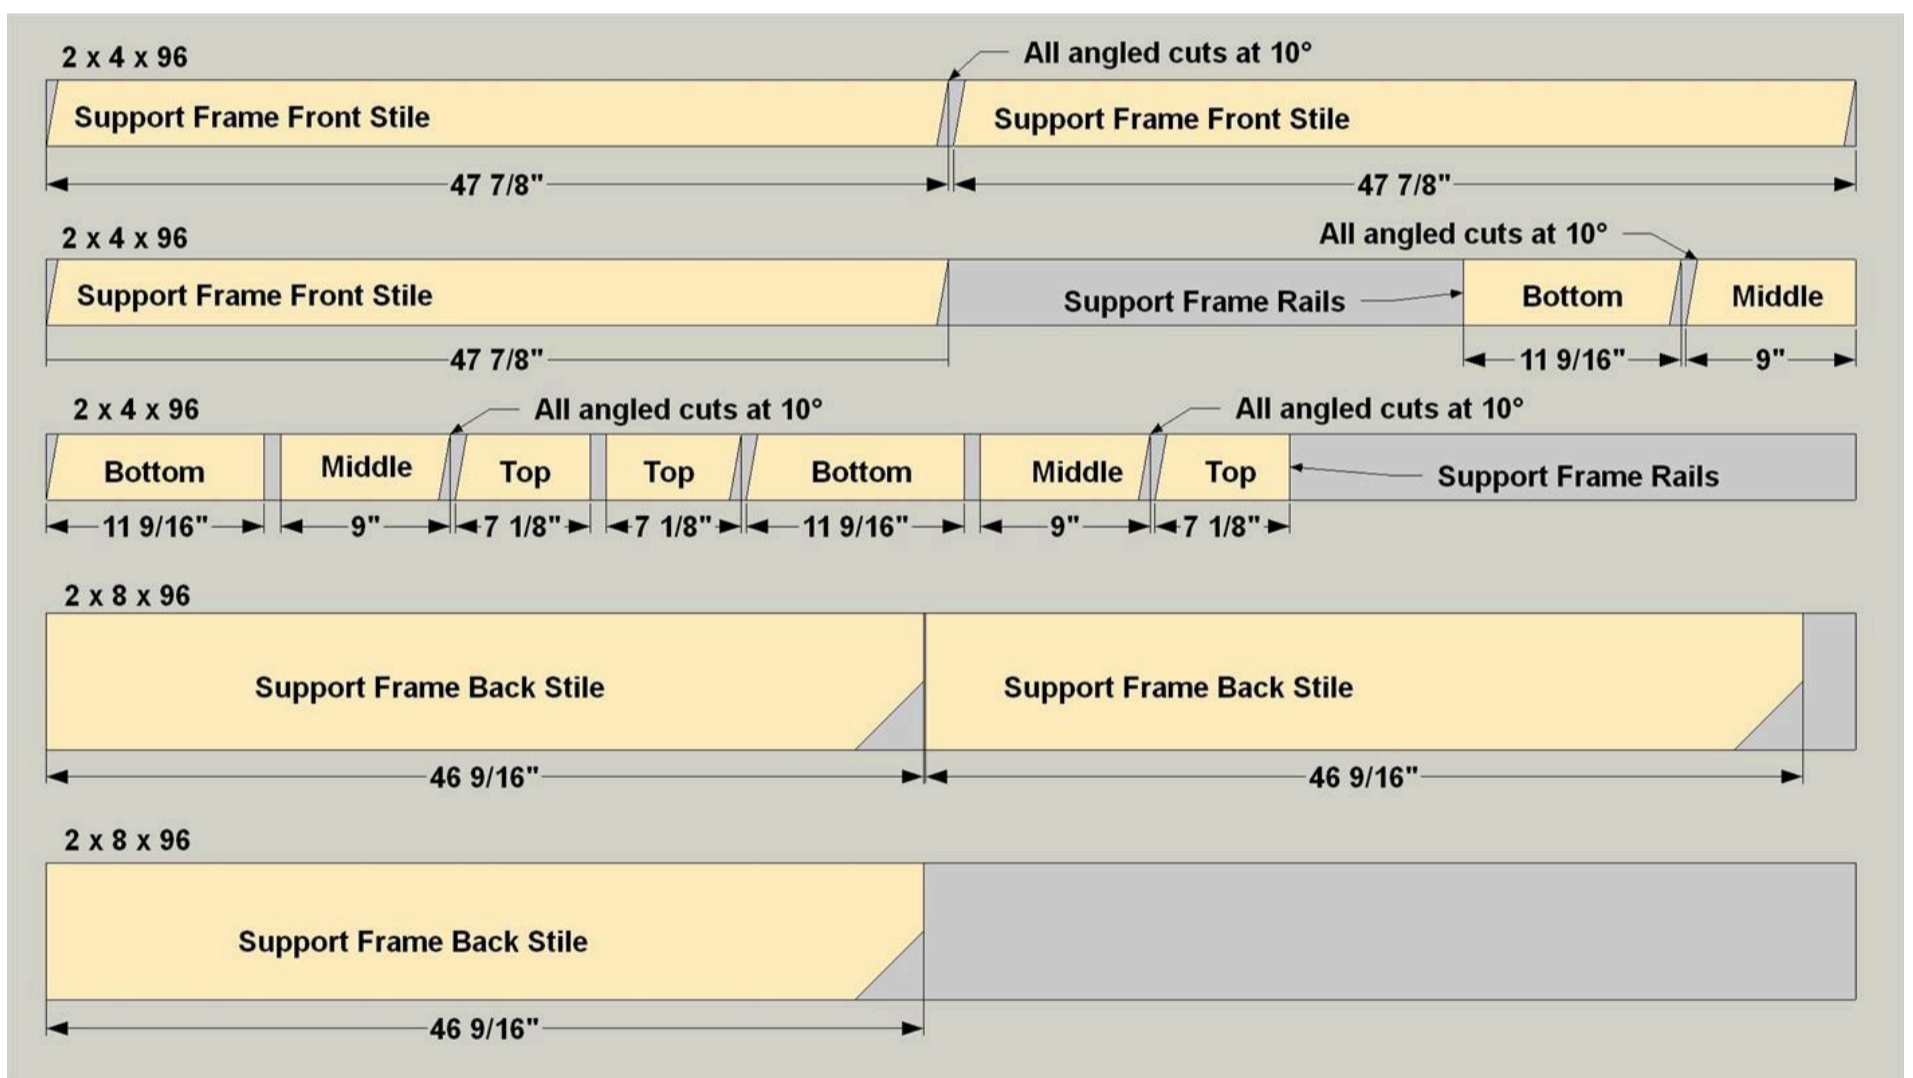 2 x 4 x 96
All angled cuts at 10°
Support Frame Front Stile
Support Frame Front Stile
47 7/8"
47 7/8"
2 x 4 x 96
All angled cuts at 10°
Support Frame Front Stile
Support Frame Rails
Bottom
Middle
47 7/8"
11 9/16"
9"
2 x 4 x 96
All angled cuts at 10°
All angled cuts at 10°
Bottom
Middle
Top
Top
Bottom
Middle
Top
Support Frame Rails
11 9/16"
9"
7 1/8"
7 1/8"
11 9/16"
9"
7 1/8"
2 x 8 x 96
Support Frame Back Stile
Support Frame Back Stile
46 9/16"
46 9/16"
2 x 8 x 96
Support Frame Back Stile
46 9/16"